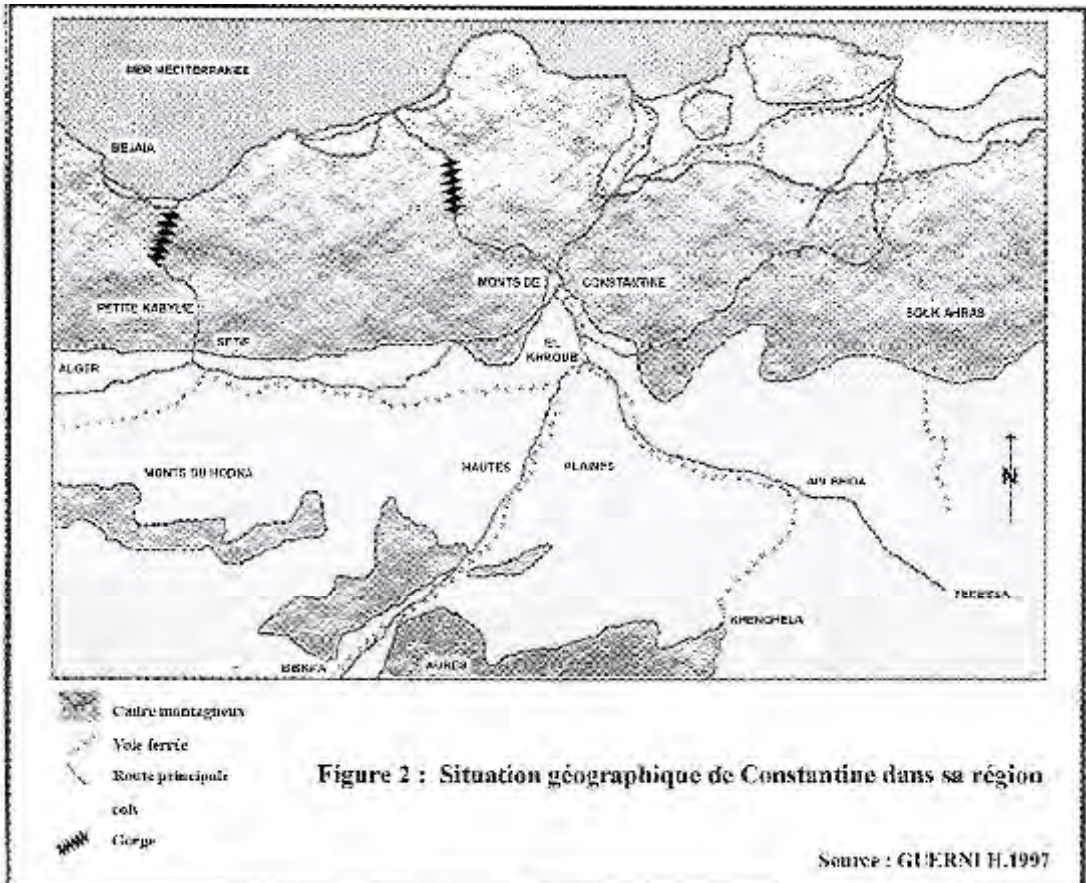 MER MEDITERRANEE
BEJAIA
MONTS DE
CONSTANTINE
PETITE KABYLIE
SOUK AHRAS
SETIF
EL
KHROUB
ALGER
MONTS DU HODNA
HAUTES
PLAINES
AIN BEIDA
TEBESSA
KHENCHELA
BISKRA
AURES
N
Cadre montagneux
Voie ferrée
Route principale
cols
Gorge
Figure 2 : Situation géographique de Constantine dans sa région
Source : GUERNI H.1997